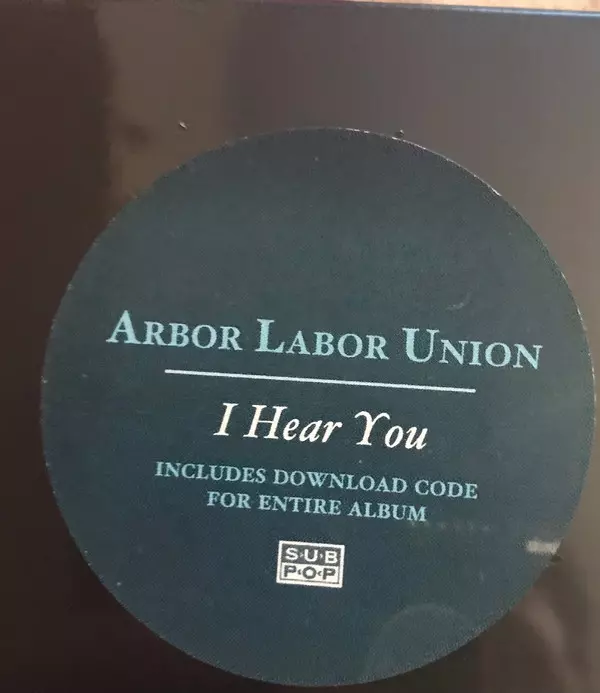 ARBOR LABOR UNION
I Hear You
INCLUDES DOWNLOAD CODE
FOR ENTIRE ALBUM
SUB
POP